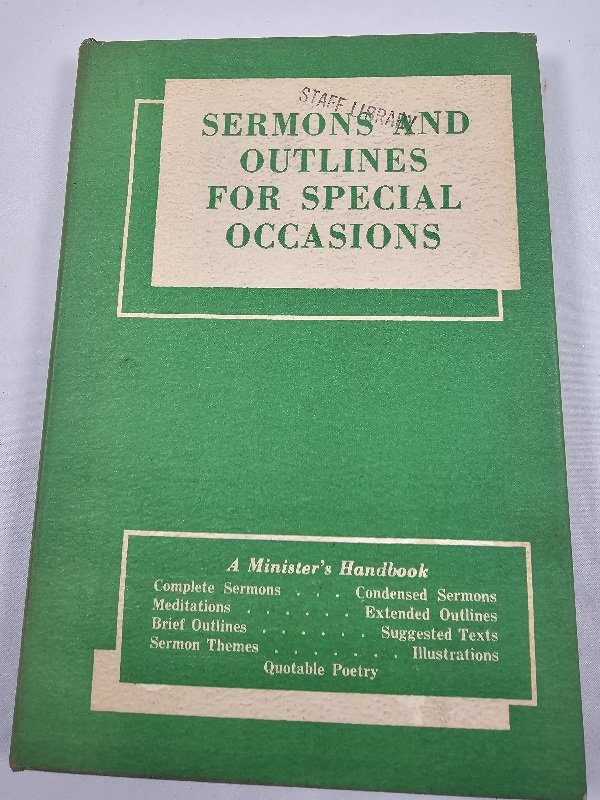 STAFF LIBRARY
SERMONS AND
OUTLINES
FOR SPECIAL
OCCASIONS
A Minister's Handbook
Complete Sermons . . . Condensed Sermons
Meditations . . . . . . Extended Outlines
Brief Outlines . . . . . . Suggested Texts
Sermon Themes . . . . . . . Illustrations
Quotable Poetry